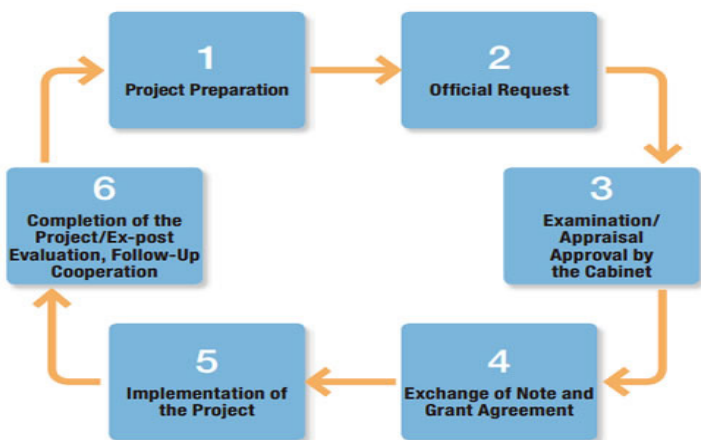 1
Project Preparation
2
Official Request
3
Examination/
Appraisal
Approval by
the Cabinet
4
Exchange of Note and
Grant Agreement
5
Implementation of
the Project
6
Completion of the
Project/Ex-post
Evaluation, Follow-Up
Cooperation